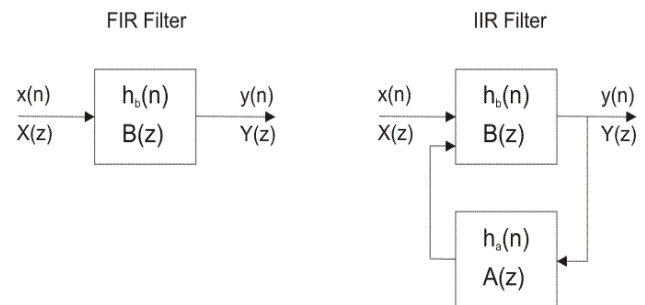 FIR Filter
x(n)
X(z)
h_b(n)
B(z)
y(n)
Y(z)
IIR Filter
x(n)
X(z)
h_b(n)
B(z)
y(n)
Y(z)
h_a(n)
A(z)